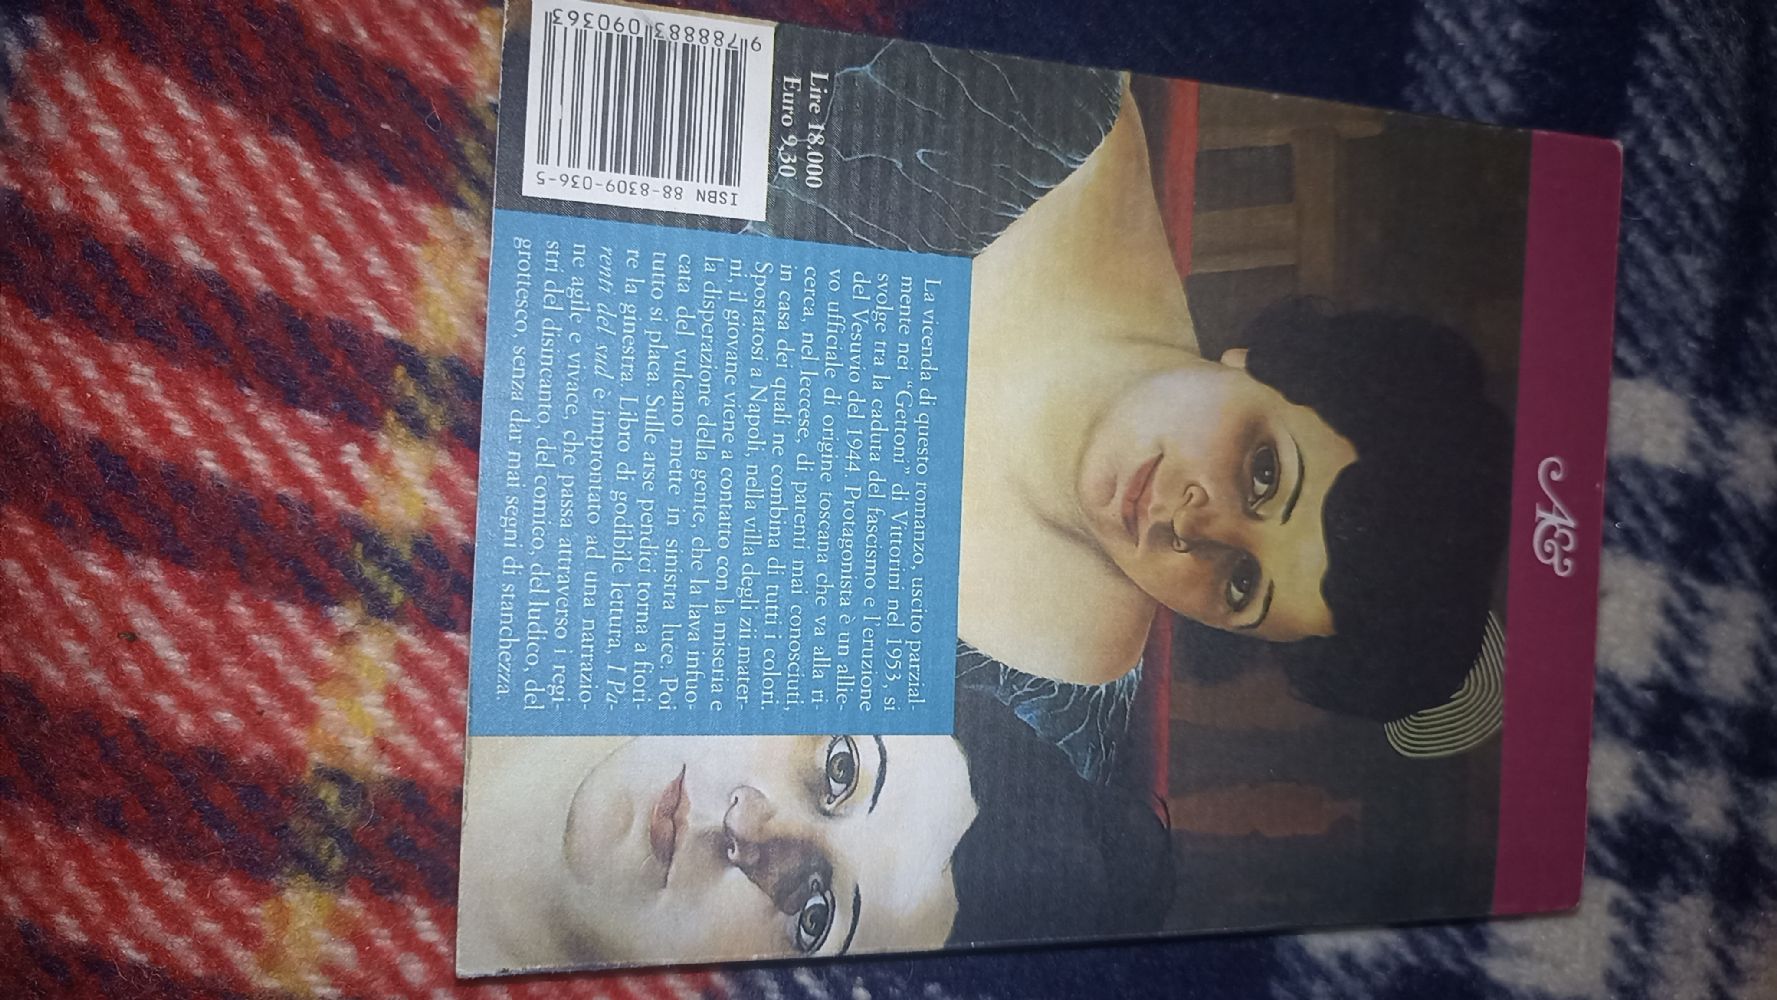 La vicenda di questo romanzo, uscito parzial-
mente nei “Gettoni” di Vittorini nel 1953, si
svolge tra la caduta del fascismo e l'eruzione
del Vesuvio del 1944. Protagonista è un allie-
vo ufficiale di origine toscana che va alla ri
cerca, nel leccese, di parenti mai conosciuti,
in casa dei quali ne combina di tutti i colori.
Spostatosi a Napoli, nella villa degli zii mater-
ni, il giovane viene a contatto con la miseria e
la disperazione della gente, che la lava infuo-
cata del vulcano mette in sinistra luce. Poi
tutto si placa. Sulle arse pendici torna a fiori-
re la ginestra. Libro di godibile lettura, I Pa-
renti del sud è improntato ad una narrazio-
ne agile e vivace, che passa attraverso i regi-
stri del disincanto, del comico, del ludico, del
grottesco, senza dar mai segni di stanchezza.
Lire 18.000
Euro 9,30
ISBN 88-8309-036-5
9 788883 090363